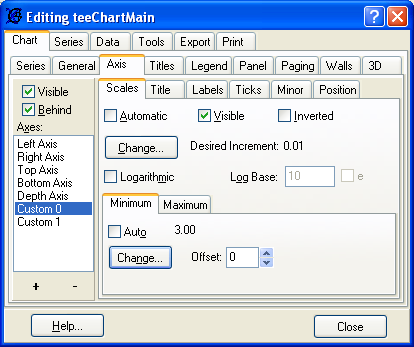 Editing teeChartMain
Chart Series Data Tools Export Print
Series General Axis Titles Legend Panel Paging Walls 3D
Visible
Behind
Axes:
Left Axis
Right Axis
Top Axis
Bottom Axis
Depth Axis
Custom 0
Custom 1
+ -
Scales Title Labels Ticks Minor Position
Automatic Visible Inverted
Change... Desired Increment: 0.01
Logarithmic Log Base: 10 e
Minimum Maximum
Auto 3.00
Change... Offset: 0
Help... Close